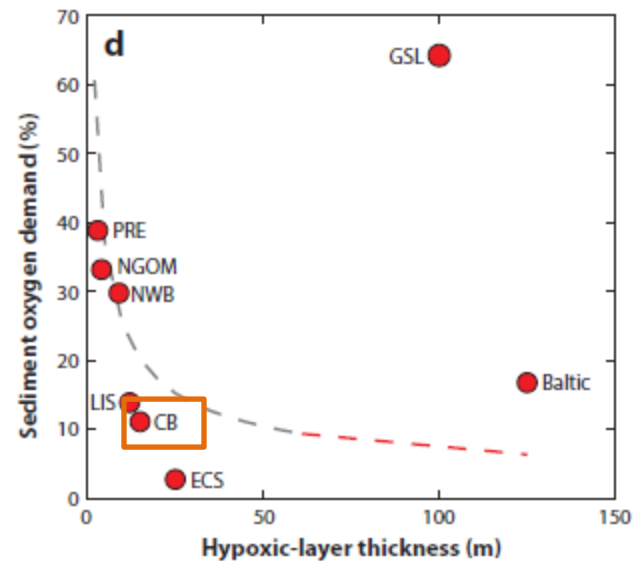 d
Sediment oxygen demand (%)
70
60
50
40
30
20
10
0
GSL
PRE
NGOM
NWB
Baltic
LIS
CB
ECS
0
50
100
150
Hypoxic-layer thickness (m)